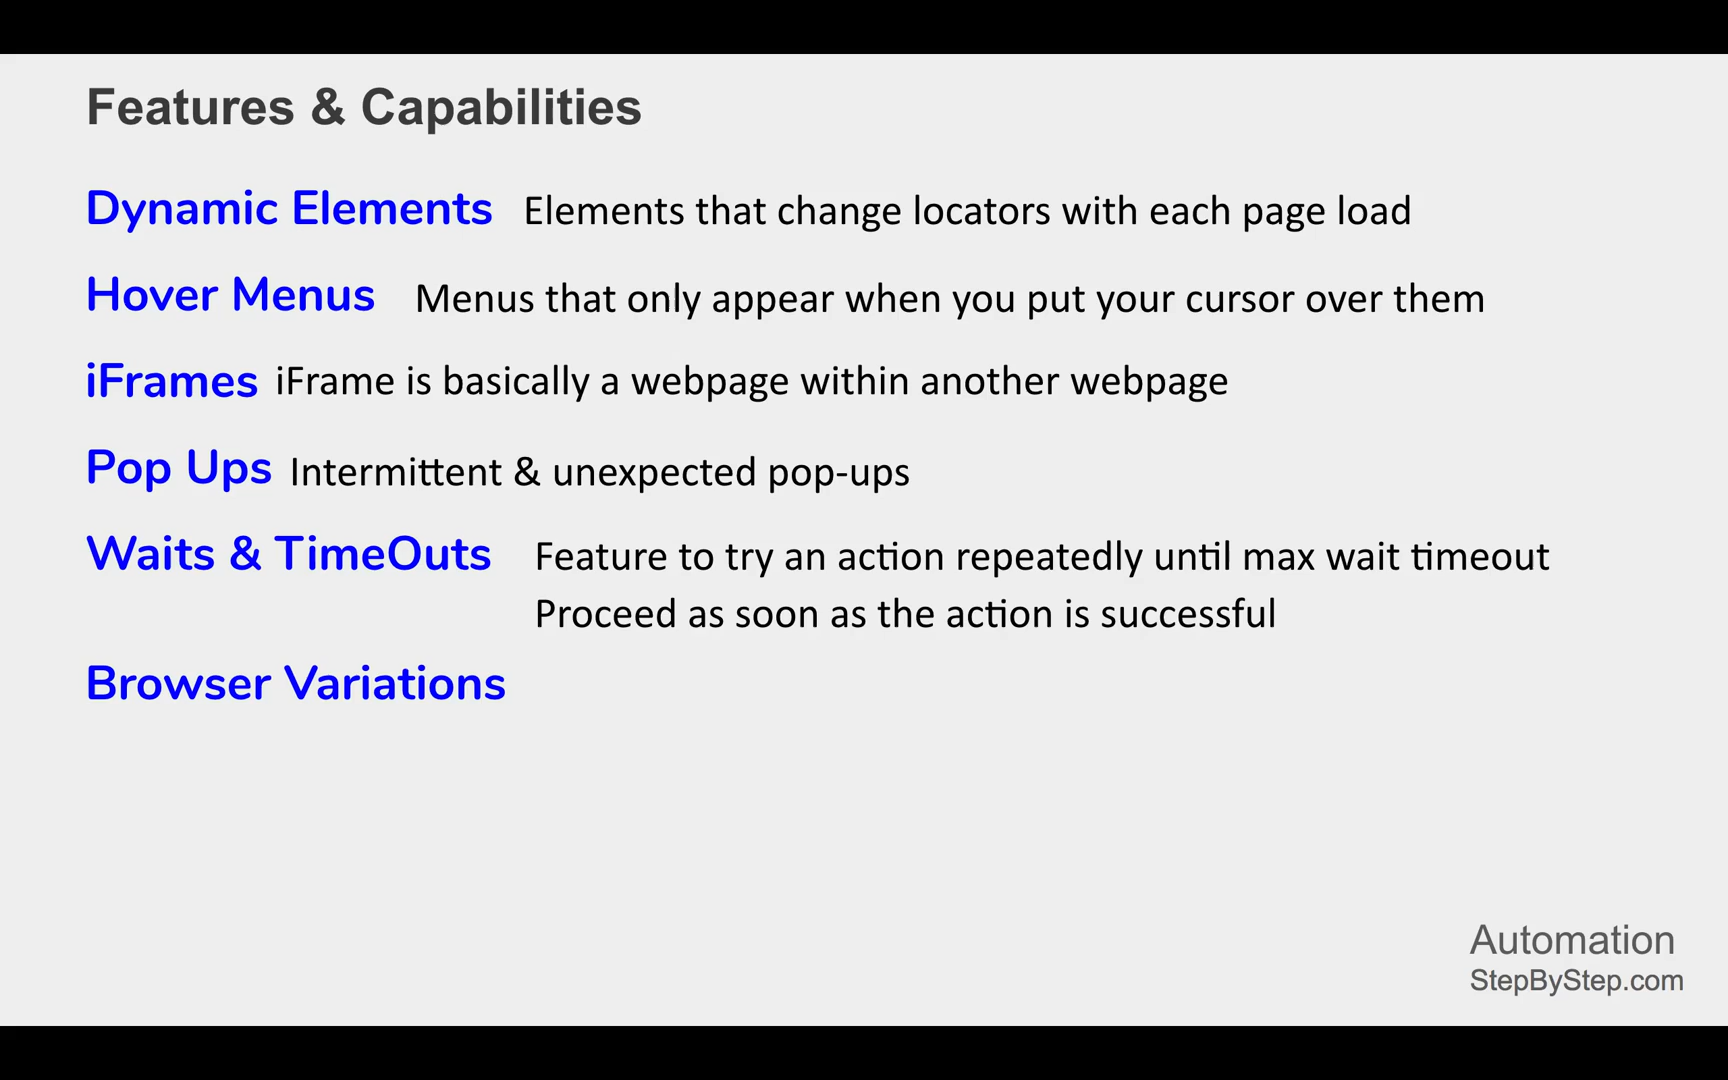 Features & Capabilities
Dynamic Elements Elements that change locators with each page load
Hover Menus Menus that only appear when you put your cursor over them
iFrames iFrame is basically a webpage within another webpage
Pop Ups Intermittent & unexpected pop-ups
Waits & TimeOuts Feature to try an action repeatedly until max wait timeout
Proceed as soon as the action is successful
Browser Variations
Automation
StepByStep.com